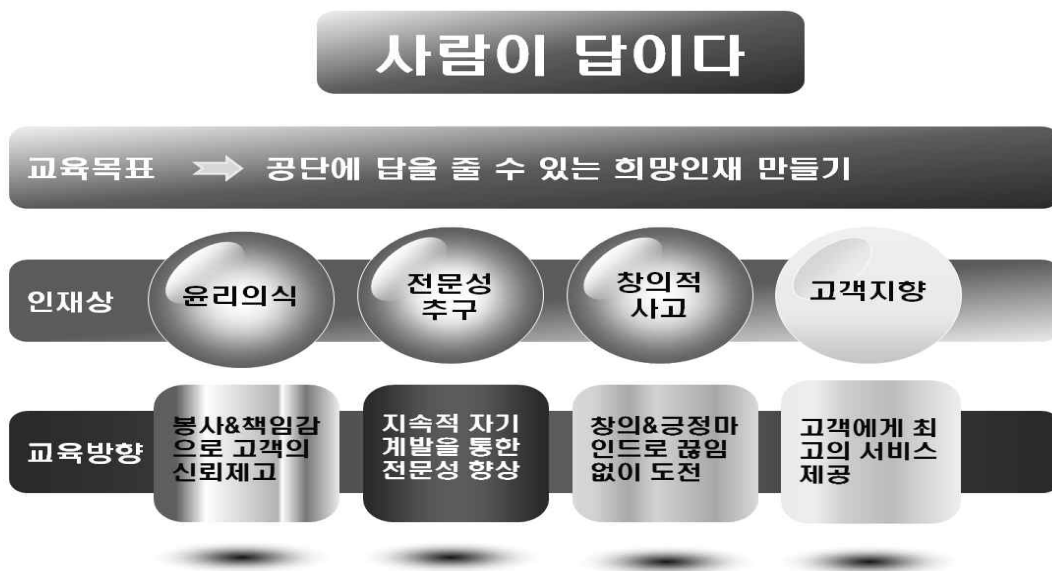 사람이 답이다
교육목표
공단에 답을 줄 수 있는 희망인재 만들기
인재상
윤리의식
전문성
추구
창의적
사고
고객지향
교육방향
봉사&책임감
으로 고객의
신뢰제고
지속적 자기
계발을 통한
전문성 향상
창의&긍정마
인드로 끊임
없이 도전
고객에게 최
고의 서비스
제공